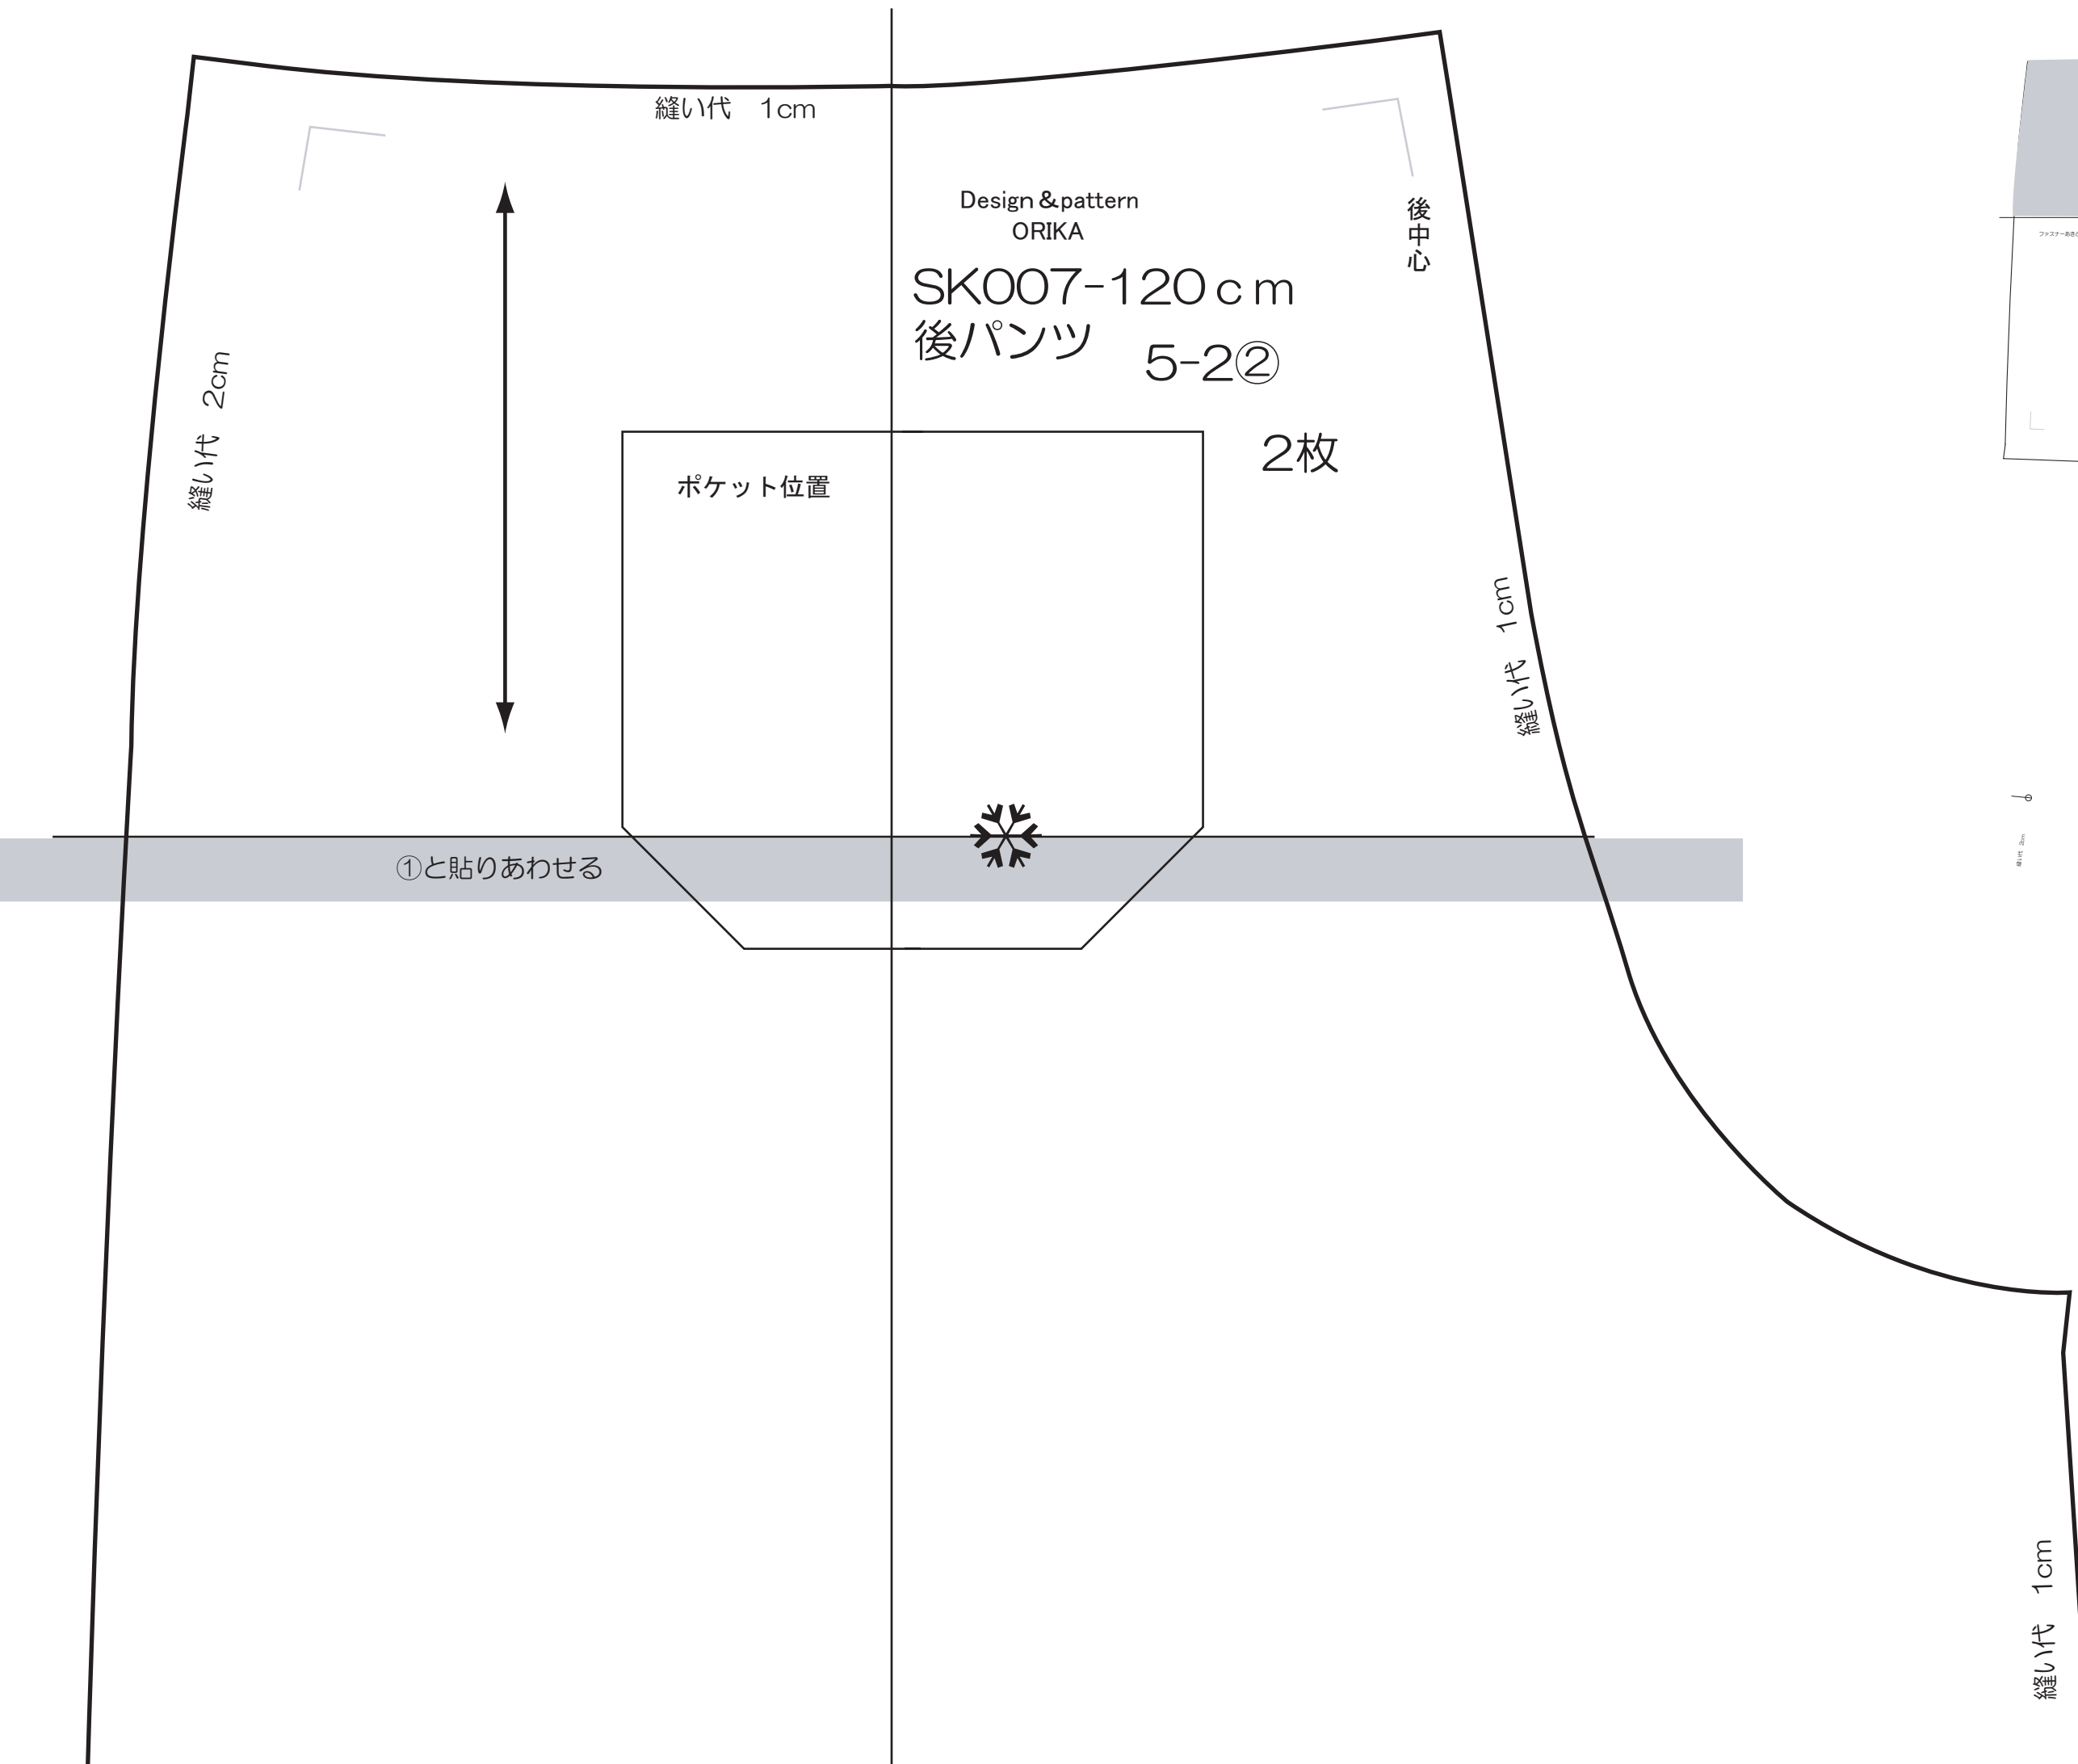 縫い代　1cm
Design &pattern
ORIKA
後中心
SK007-120cm
後パンツ
5-2②
2枚
縫い代　2cm
ポケット位置
縫い代　1cm
①と貼りあわせる
縫い代　1cm